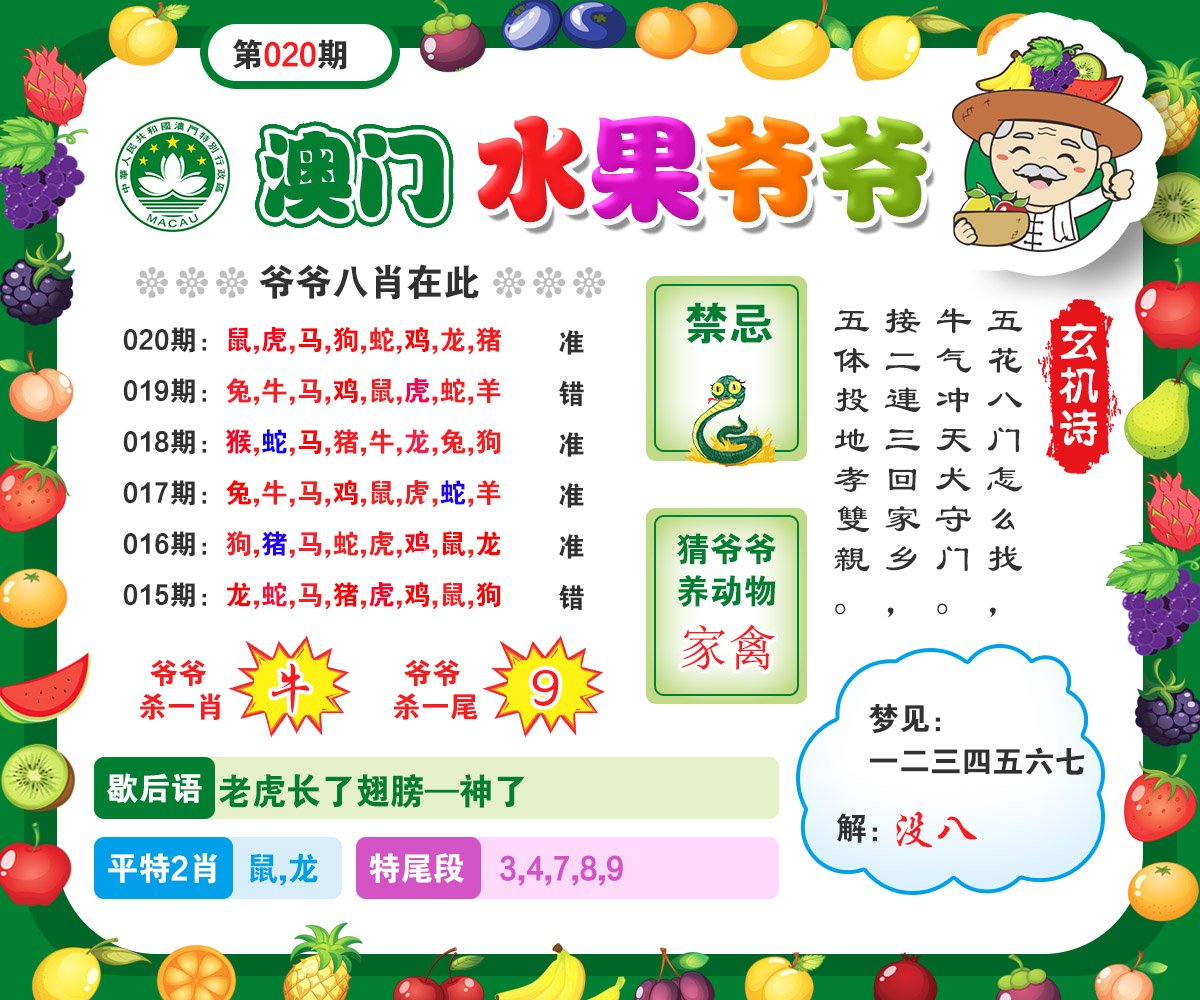 第020期
中華人民共和國澳門特別行政區
MACAU
澳门 水果爷爷
爷爷八肖在此
020期：鼠,虎,马,狗,蛇,鸡,龙,猪 准
019期：兔,牛,马,鸡,鼠,虎,蛇,羊 错
018期：猴,蛇,马,猪,牛,龙,兔,狗 准
017期：兔,牛,马,鸡,鼠,虎,蛇,羊 准
016期：狗,猪,马,蛇,虎,鸡,鼠,龙 准
015期：龙,蛇,马,猪,虎,鸡,鼠,狗 错
爷爷
杀一肖
牛
爷爷
杀一尾
9
禁忌
猜爷爷
养动物
家禽
玄机诗
五花八门怎么找，
牛气冲天犬守门。
接二連三回家乡，
五体投地孝雙親。
梦见：
一二三四五六七
解：没八
歇后语 老虎长了翅膀—神了
平特2肖 鼠,龙
特尾段 3,4,7,8,9